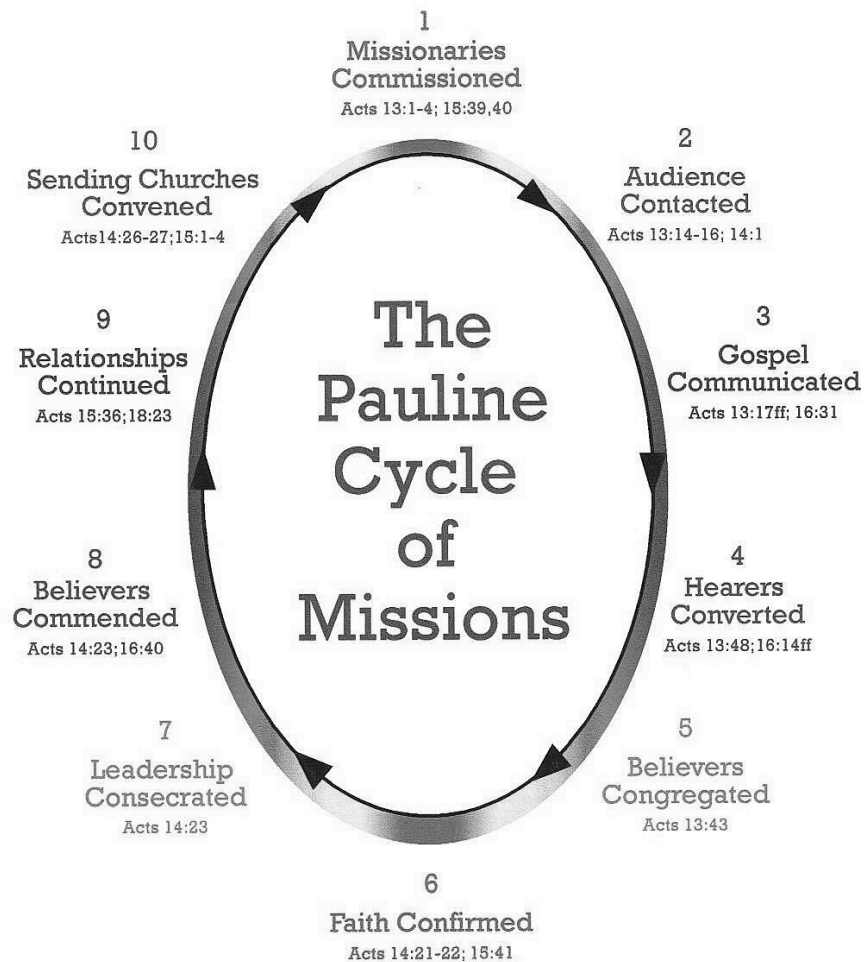 1
Missionaries
Commissioned
Acts 13:1-4; 15:39,40
2
Audience
Contacted
Acts 13:14-16; 14:1
3
Gospel
Communicated
Acts 13:17ff; 16:31
4
Hearers
Converted
Acts 13:48;16:14ff
5
Believers
Congregated
Acts 13:43
6
Faith Confirmed
Acts 14:21-22; 15:41
7
Leadership
Consecrated
Acts 14:23
8
Believers
Commended
Acts 14:23;16:40
9
Relationships
Continued
Acts 15:36;18:23
10
Sending Churches
Convened
Acts14:26-27;15:1-4
The
Pauline
Cycle
of
Missions